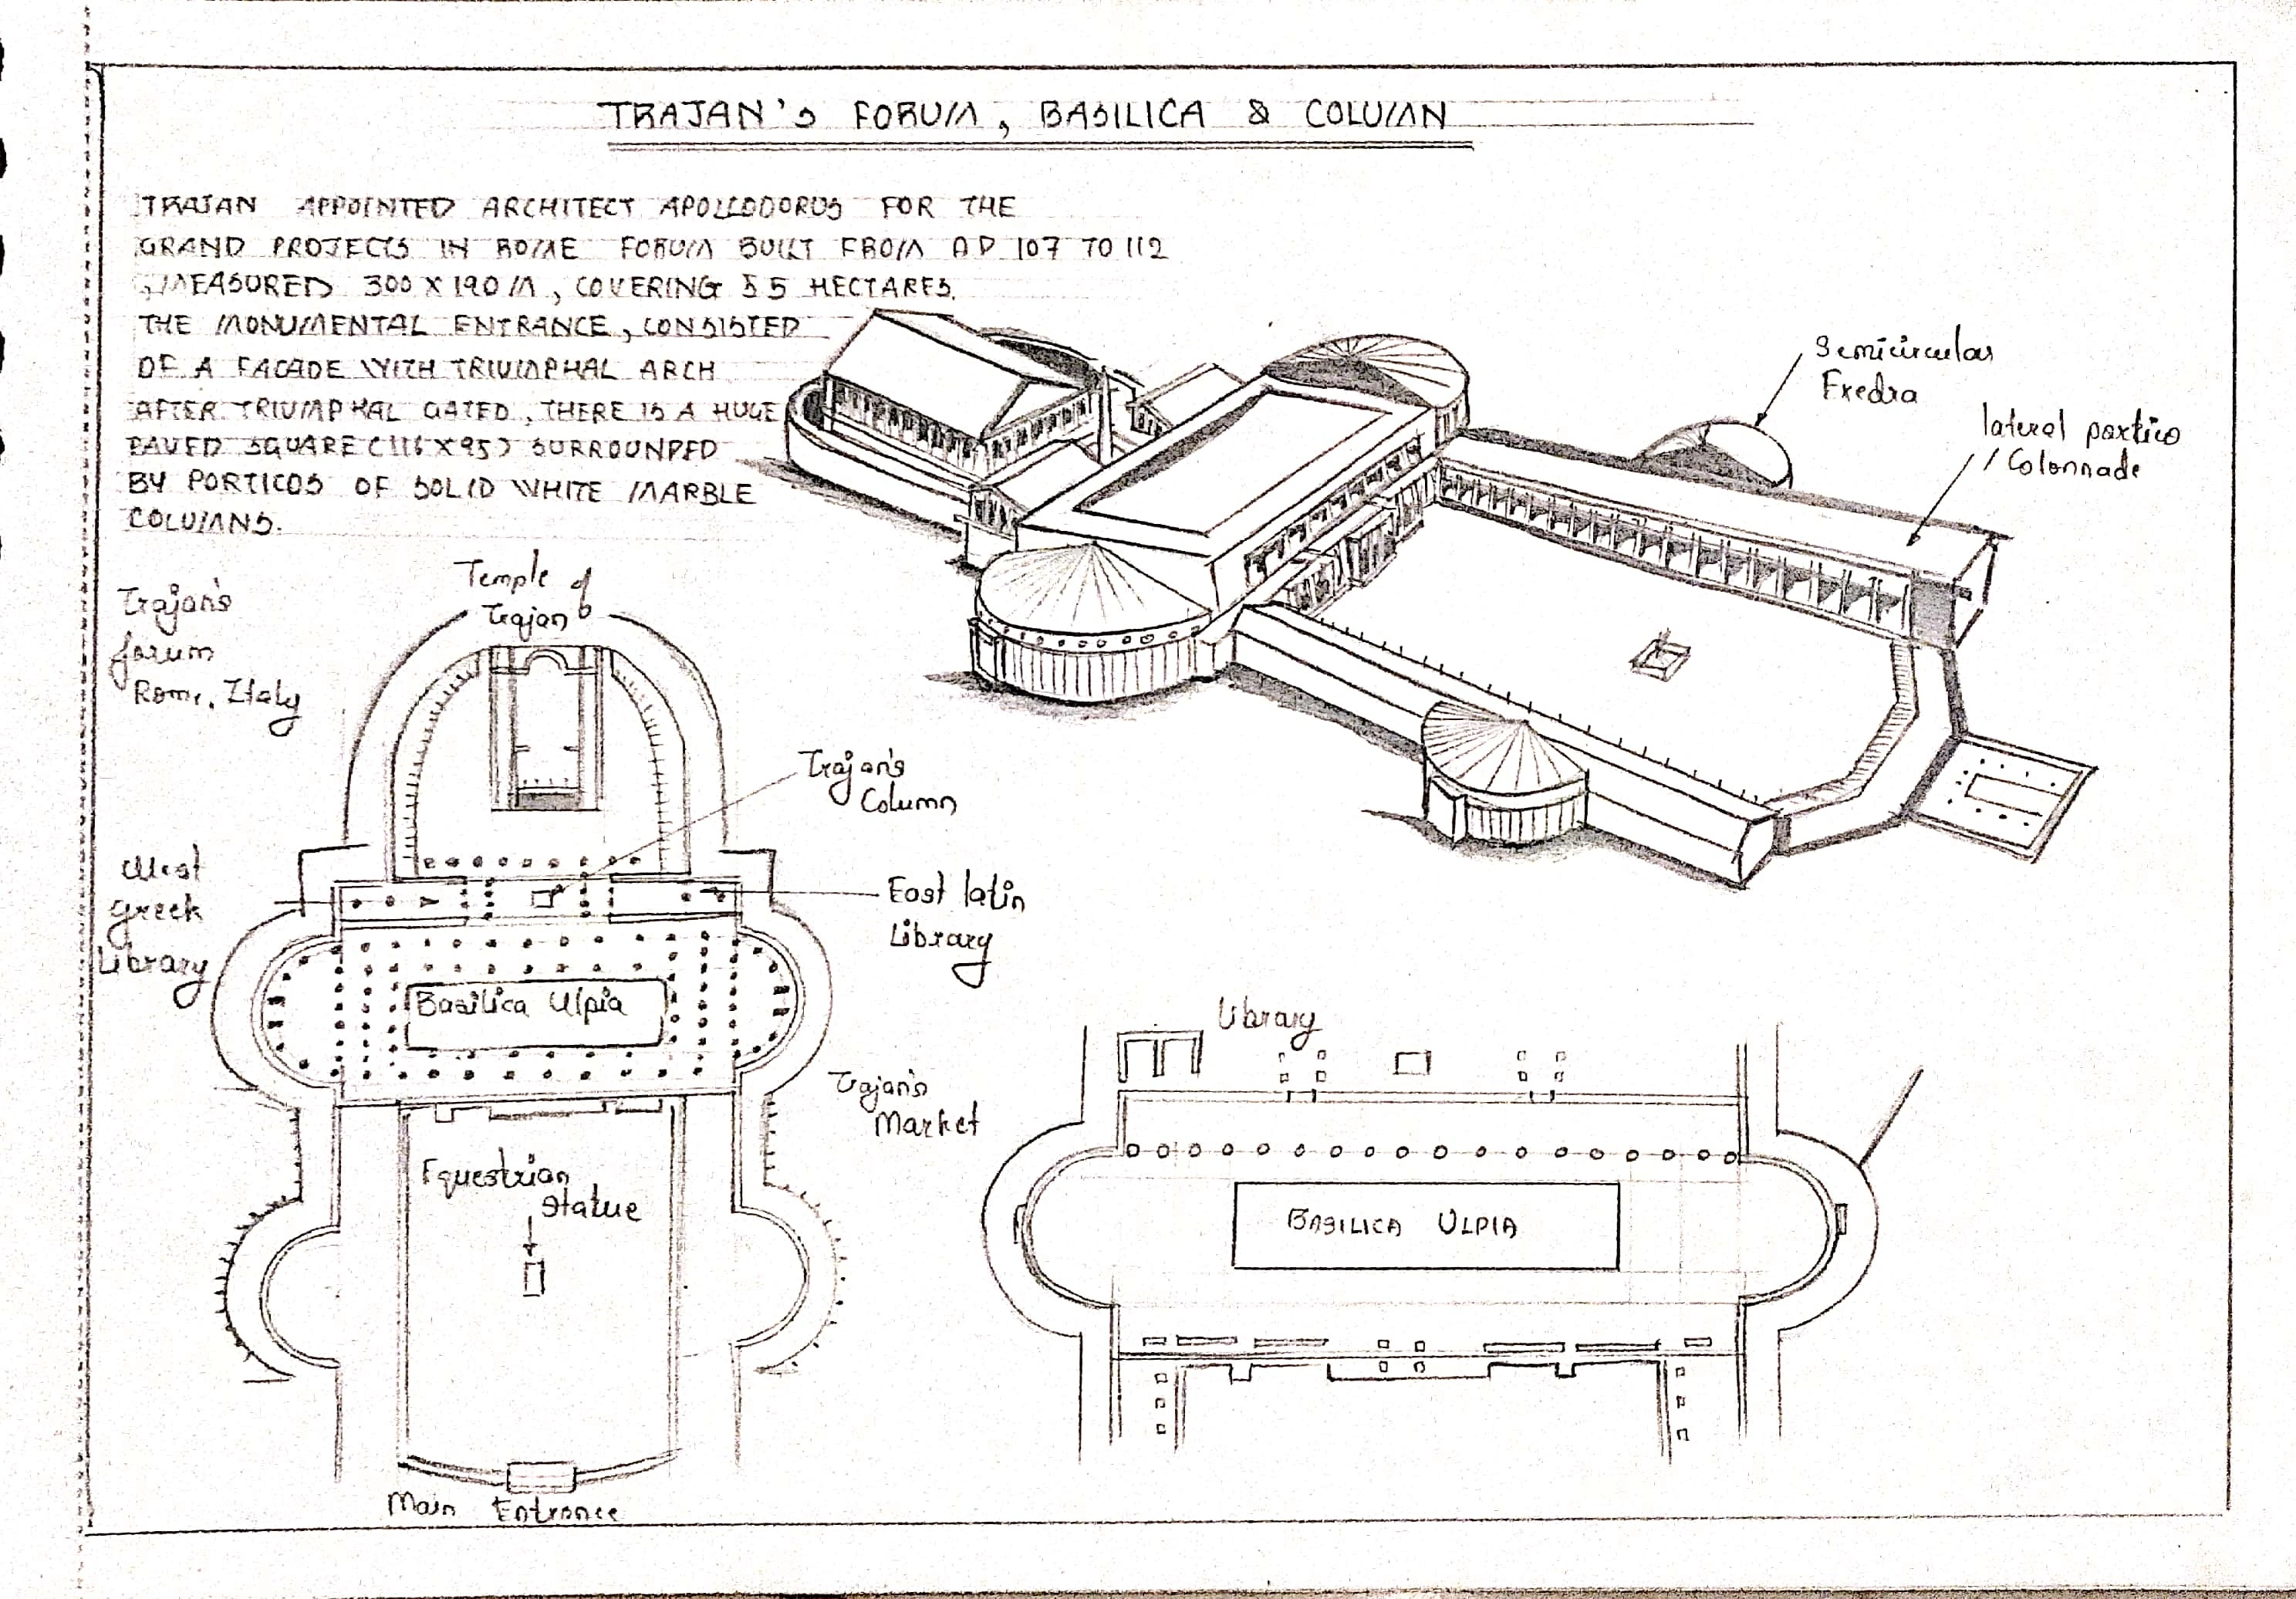 TRAJAN'S FORUM, BASILICA & COLUMN
TRAJAN APPOINTED ARCHITECT APOLLODORUS FOR THE
GRAND PROJECTS IN ROME FORUM BUILT FROM AD 107 TO 112
MEASURED 300 X 190 M, COVERING 5 5 HECTARES.
THE MONUMENTAL ENTRANCE, CONSISTED
OF A FACADE WITH TRIUMPHAL ARCH
AFTER TRIUMPHAL GATED, THERE IS A HUGE
PAVED SQUARE (116 X 95) SURROUNDED
BY PORTICOS OF SOLID WHITE MARBLE
COLUMNS.
Semicircular
Exedra
lateral portico
/ Colonnade
Trajan's
forum
Rome, Italy
Temple of
Trajan
Trajan's
Column
West
greek
Library
East latin
Library
Basilica Ulpia
Trajan's
Market
Equestrian
Statue
Main Entrance
Library
BASILICA ULPIA